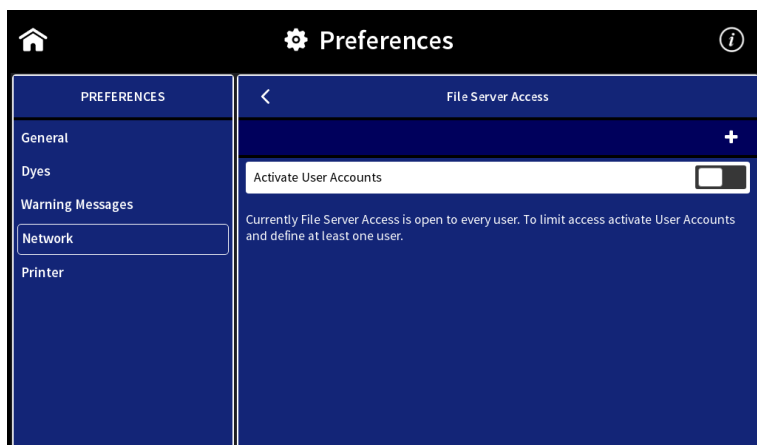 Preferences
PREFERENCES
General
Dyes
Warning Messages
Network
Printer
File Server Access
Activate User Accounts
Currently File Server Access is open to every user. To limit access activate User Accounts
and define at least one user.